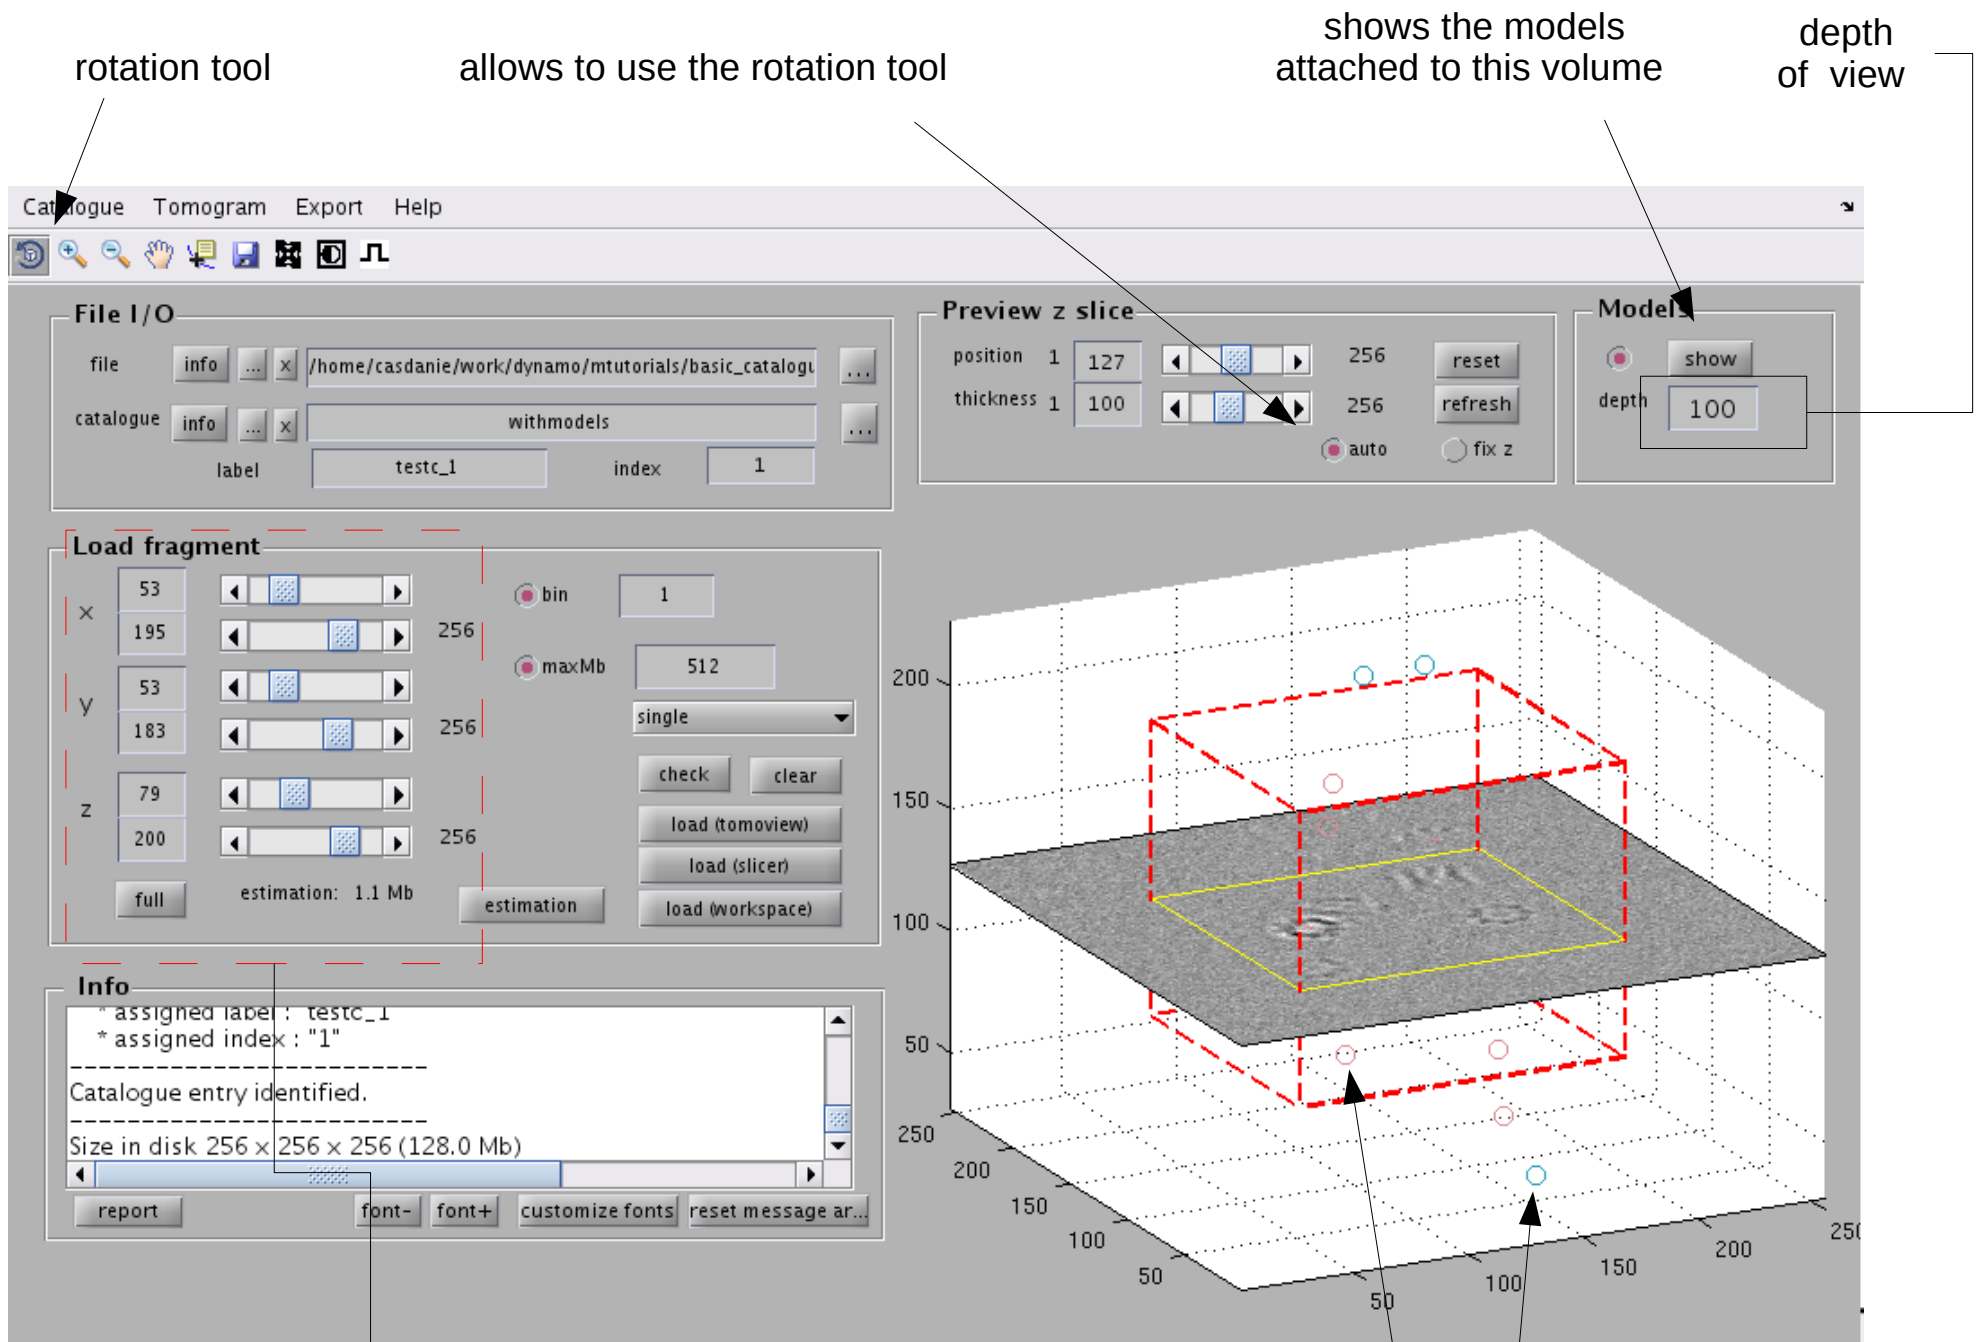 shows the models
attached to this volume
depth
of view
rotation tool
allows to use the rotation tool
Catalogue Tomogram Export Help
File I/O
file info ... x /home/casdanie/work/dynamo/mtutorials/basic_catalogu ...
catalogue info ... x withmodels ...
label testc_1 index 1
Preview z slice
position 1 127 256 reset
thickness 1 100 256 refresh
auto fix z
Models
show
depth 100
Load fragment
x 53
195 256
y 53
183 256
z 79
200 256
full estimation: 1.1 Mb estimation
bin 1
maxMb 512
single
check clear
load (tomoview)
load (slicer)
load (workspace)
Info
* assigned label : testc_1
* assigned index : "1"
--------------------------
Catalogue entry identified.
--------------------------
Size in disk 256 x 256 x 256 (128.0 Mb)
report font- font+ customize fonts reset message ar...
200
150
100
50
250
200
150
100
50
50
100
150
200
250